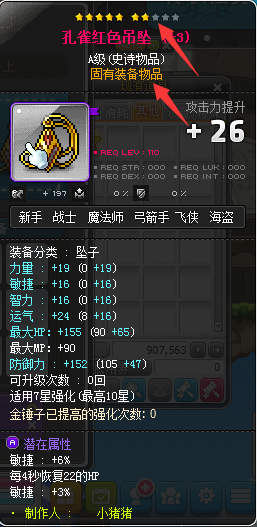 孔雀红色吊坠 (+3)
A级(史诗物品)
固有装备物品
攻击力提升
+ 26
REQ LEV : 110
REQ STR : 000
REQ LUK : 000
REQ DEX : 000
REQ INT : 000
+ 197
0 %
0 %
新手 战士 魔法师 弓箭手 飞侠 海盗
装备分类 : 坠子
力量 : +19 (0 +19)
敏捷 : +16 (0 +16)
智力 : +16 (0 +16)
运气 : +24 (8 +16)
最大HP: +155 (90 +65)
907,563
最大MP: +90
防御力 : +152 (105 +47)
可升级次数 : 0回
适用7星强化(最高10星)
金锤子已提高的强化次数: 0
潜在属性
敏捷 : +6%
每4秒恢复22的HP
敏捷 : +3%
· 制作人 : 小猪猪